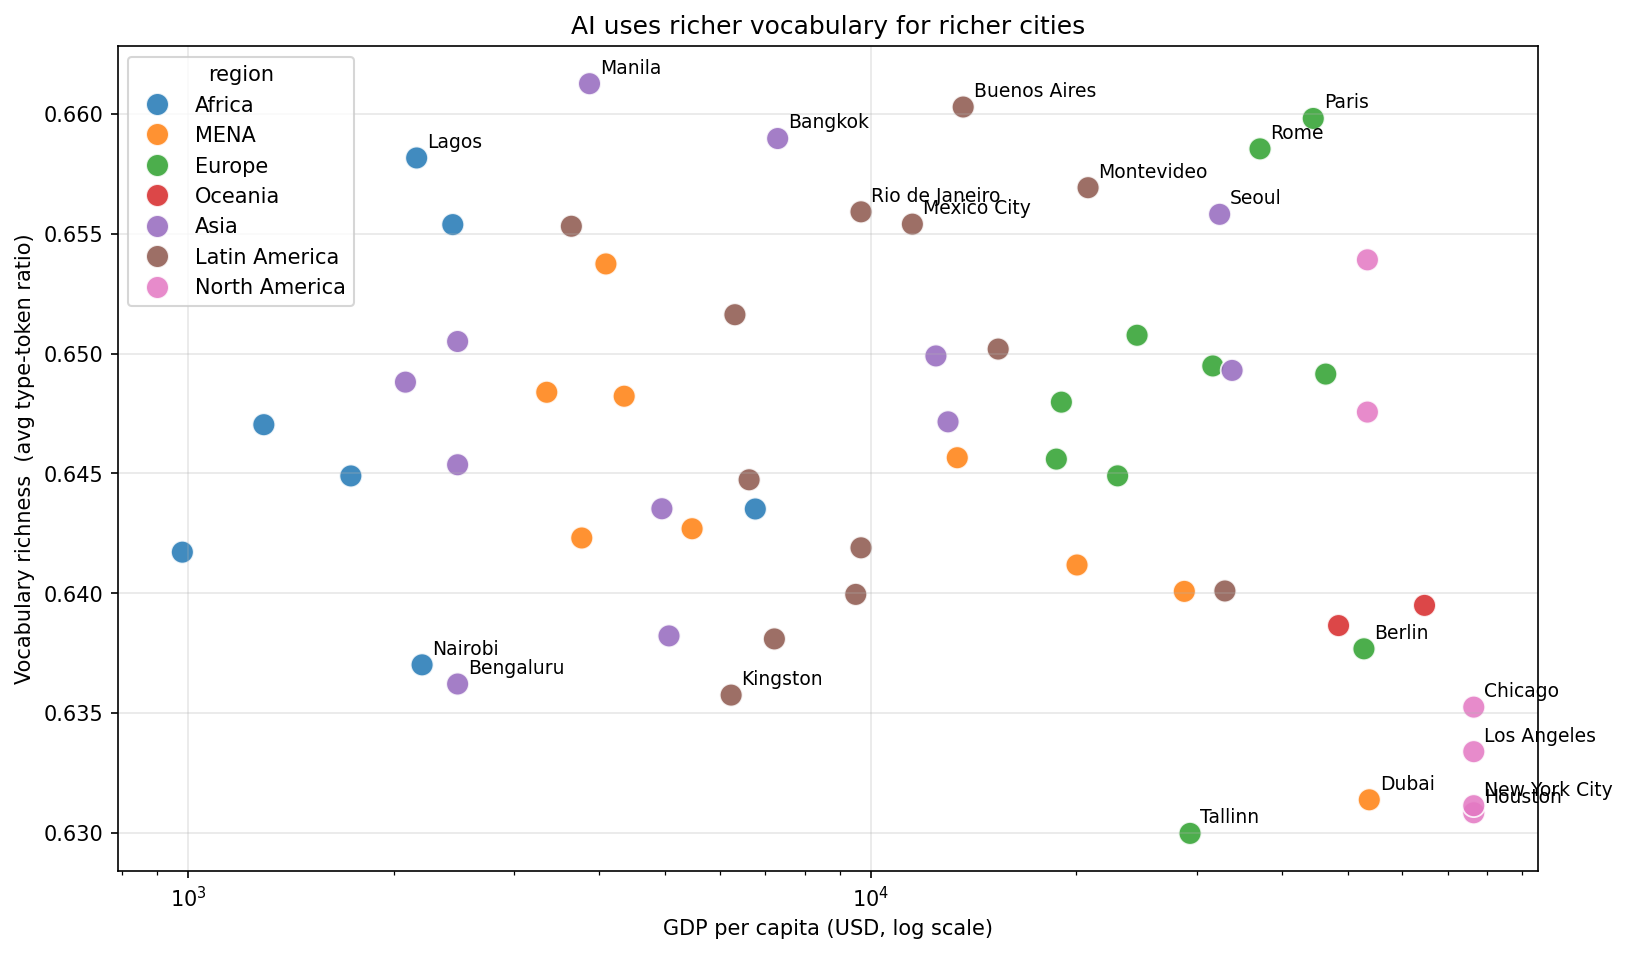 AI uses richer vocabulary for richer cities
region
Africa
MENA
Europe
Oceania
Asia
Latin America
North America
Manila
Buenos Aires
Paris
Bangkok
Rome
Lagos
Montevideo
Rio de Janeiro
Seoul
Mexico City
Nairobi
Berlin
Bengaluru
Kingston
Chicago
Los Angeles
Dubai
New York City
Houston
Tallinn
0.660
0.655
0.650
0.645
0.640
0.635
0.630
Vocabulary richness (avg type-token ratio)
10³
10⁴
GDP per capita (USD, log scale)